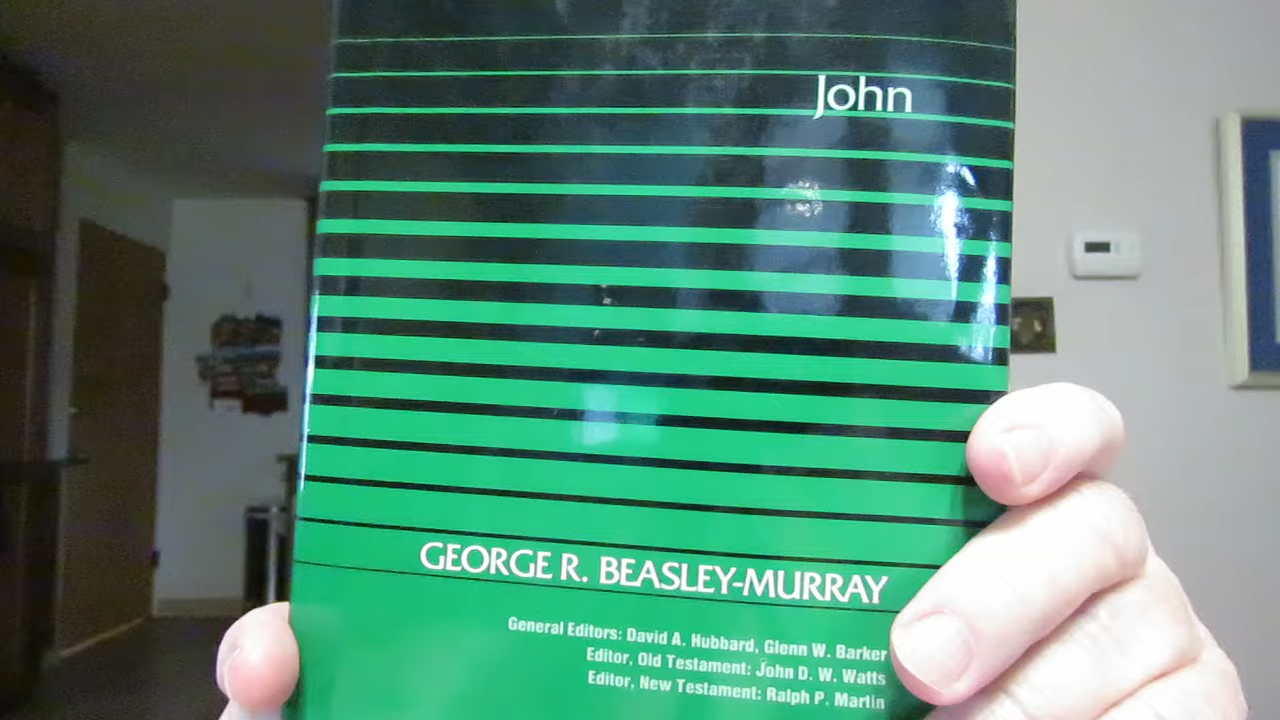 John
GEORGE R. BEASLEY-MURRAY
General Editors: David A. Hubbard, Glenn W. Barker
Editor, Old Testament: John D. W. Watts
Editor, New Testament: Ralph P. Martin